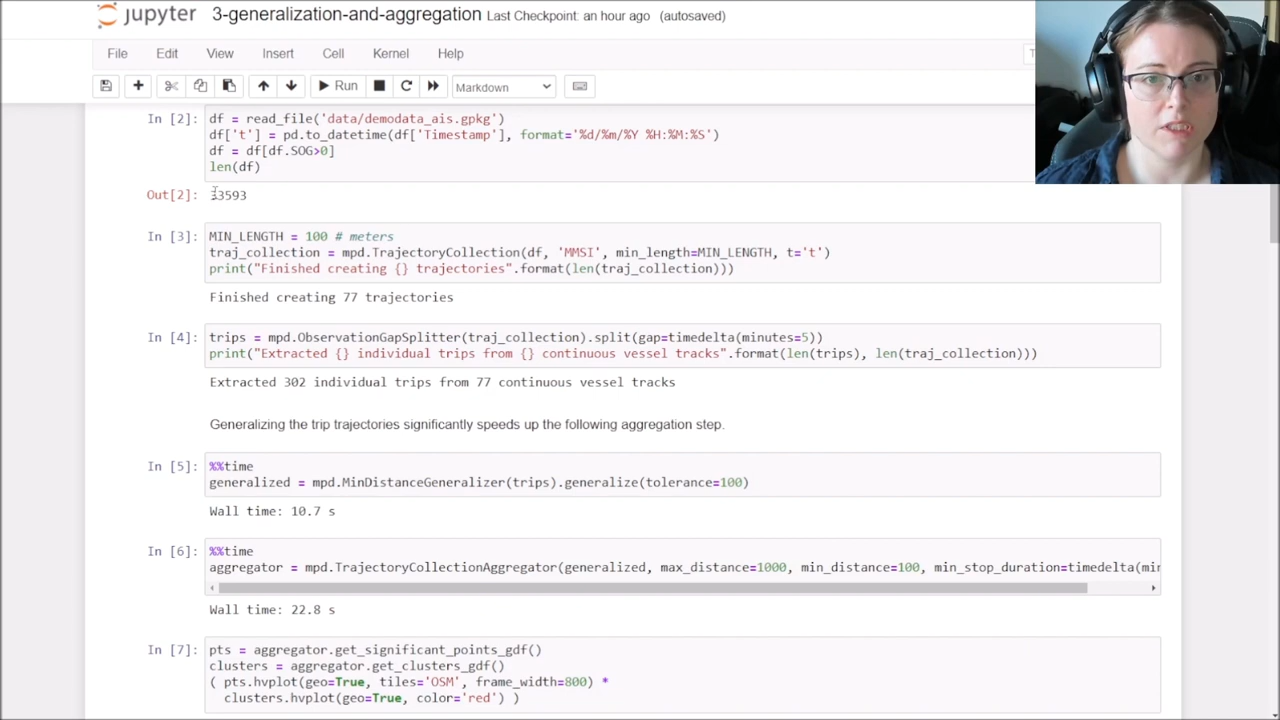 jupyter 3-generalization-and-aggregation Last Checkpoint: an hour ago (autosaved)
File Edit View Insert Cell Kernel Help
Run Markdown
In [2]: df = read_file('data/demodata_ais.gpkg')
df['t'] = pd.to_datetime(df['Timestamp'], format='%d/%m/%Y %H:%M:%S')
df = df[df.SOG>0]
len(df)
Out[2]: 33593
In [3]: MIN_LENGTH = 100 # meters
traj_collection = mpd.TrajectoryCollection(df, 'MMSI', min_length=MIN_LENGTH, t='t')
print("Finished creating {} trajectories".format(len(traj_collection)))
Finished creating 77 trajectories
In [4]: trips = mpd.ObservationGapSplitter(traj_collection).split(gap=timedelta(minutes=5))
print("Extracted {} individual trips from {} continuous vessel tracks".format(len(trips), len(traj_collection)))
Extracted 302 individual trips from 77 continuous vessel tracks
Generalizing the trip trajectories significantly speeds up the following aggregation step.
In [5]: %%time
generalized = mpd.MinDistanceGeneralizer(trips).generalize(tolerance=100)
Wall time: 10.7 s
In [6]: %%time
aggregator = mpd.TrajectoryCollectionAggregator(generalized, max_distance=1000, min_distance=100, min_stop_duration=timedelta(mi
Wall time: 22.8 s
In [7]: pts = aggregator.get_significant_points_gdf()
clusters = aggregator.get_clusters_gdf()
( pts.hvplot(geo=True, tiles='OSM', frame_width=800) *
clusters.hvplot(geo=True, color='red') )